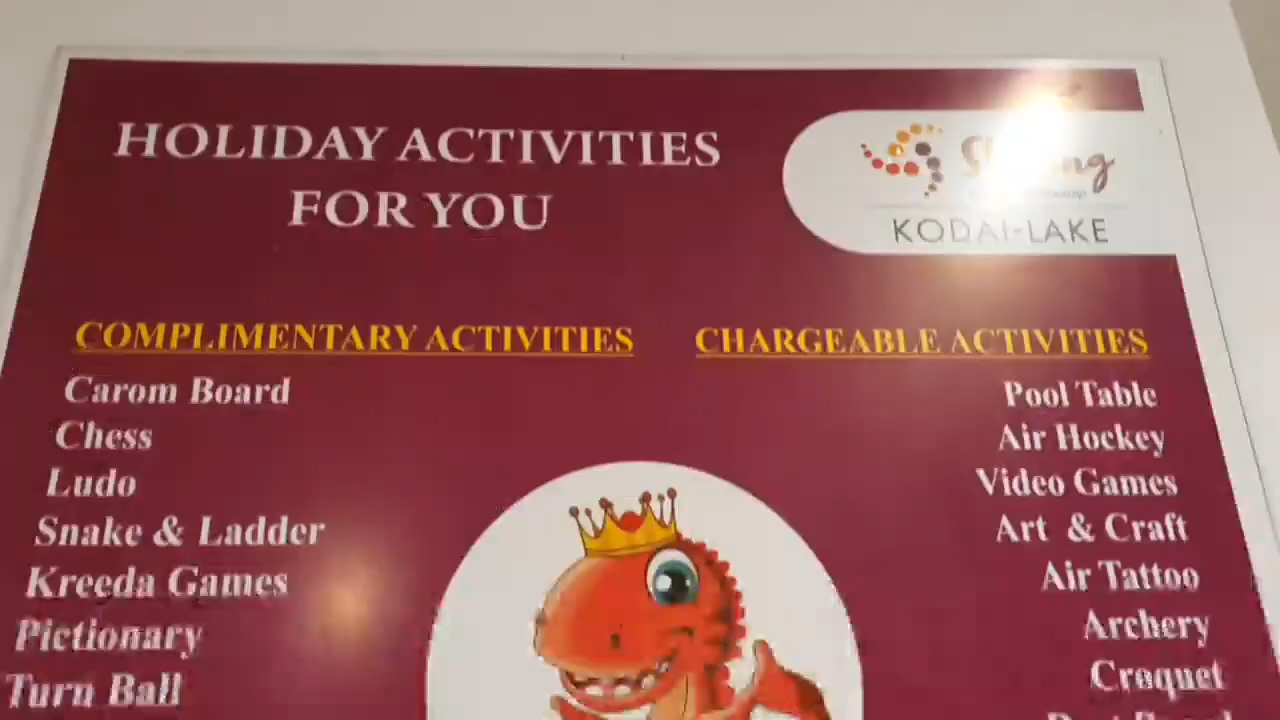 HOLIDAY ACTIVITIES
FOR YOU
KODAI-LAKE
COMPLIMENTARY ACTIVITIES
Carom Board
Chess
Ludo
Snake & Ladder
Kreeda Games
Pictionary
Turn Ball
CHARGEABLE ACTIVITIES
Pool Table
Air Hockey
Video Games
Art & Craft
Air Tattoo
Archery
Croquet